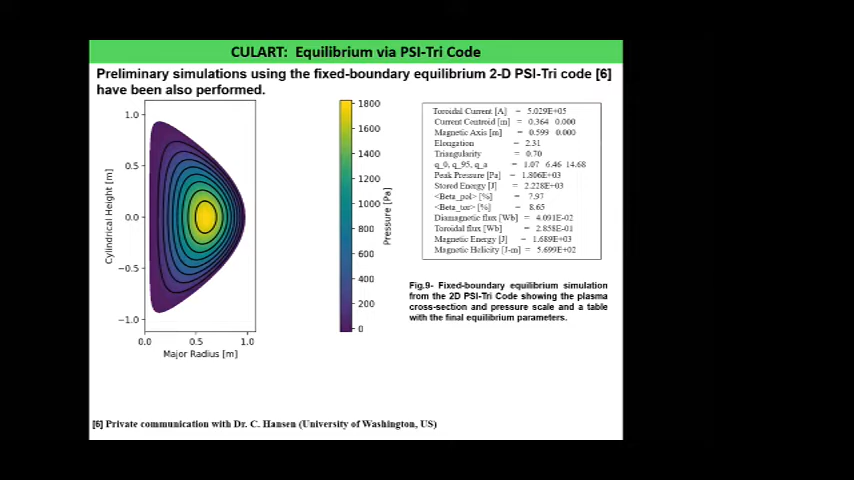 CULART: Equilibrium via PSI-Tri Code
Preliminary simulations using the fixed-boundary equilibrium 2-D PSI-Tri code [6]
have been also performed.
1.0
0.5
0.0
−0.5
−1.0
Cylindrical Height [m]
0.0 0.5 1.0
Major Radius [m]
1800
1600
1400
1200
1000
800
600
400
200
0
Pressure [Pa]
Toroidal Current [A] = 5.029E+05
Current Centroid [m] = 0.364 0.000
Magnetic Axis [m] = 0.599 0.000
Elongation = 2.31
Triangularity = 0.70
q_0, q_95, q_a = 1.07 6.46 14.68
Peak Pressure [Pa] = 1.806E+03
Stored Energy [J] = 2.228E+03
<Beta_pol> [%] = 7.97
<Beta_tor> [%] = 8.65
Diamagnetic flux [Wb] = 4.091E-02
Toroidal flux [Wb] = 2.858E-01
Magnetic Energy [J] = 1.689E+03
Magnetic Helicity [J-m] = 5.699E+02
Fig.9- Fixed-boundary equilibrium simulation
from the 2D PSI-Tri Code showing the plasma
cross-section and pressure scale and a table
with the final equilibrium parameters.
[6] Private communication with Dr. C. Hansen (University of Washington, US)